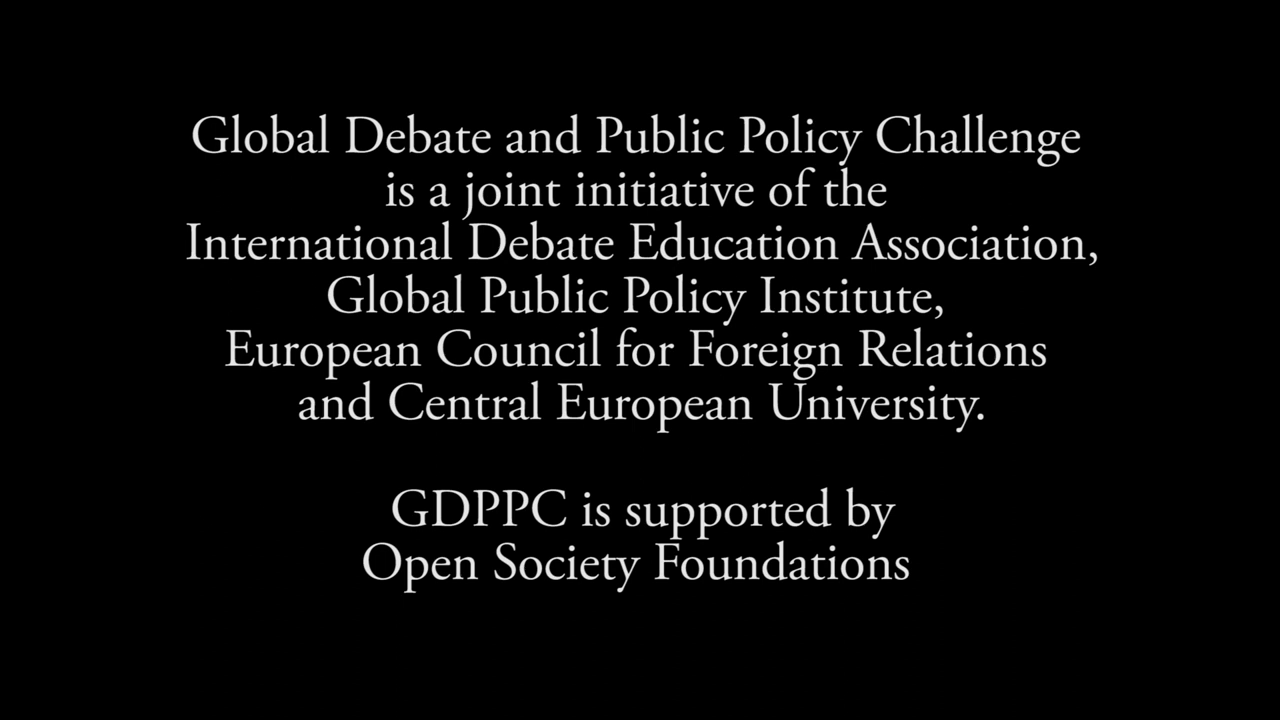 Global Debate and Public Policy Challenge
is a joint initiative of the
International Debate Education Association,
Global Public Policy Institute,
European Council for Foreign Relations
and Central European University.
GDPPC is supported by
Open Society Foundations